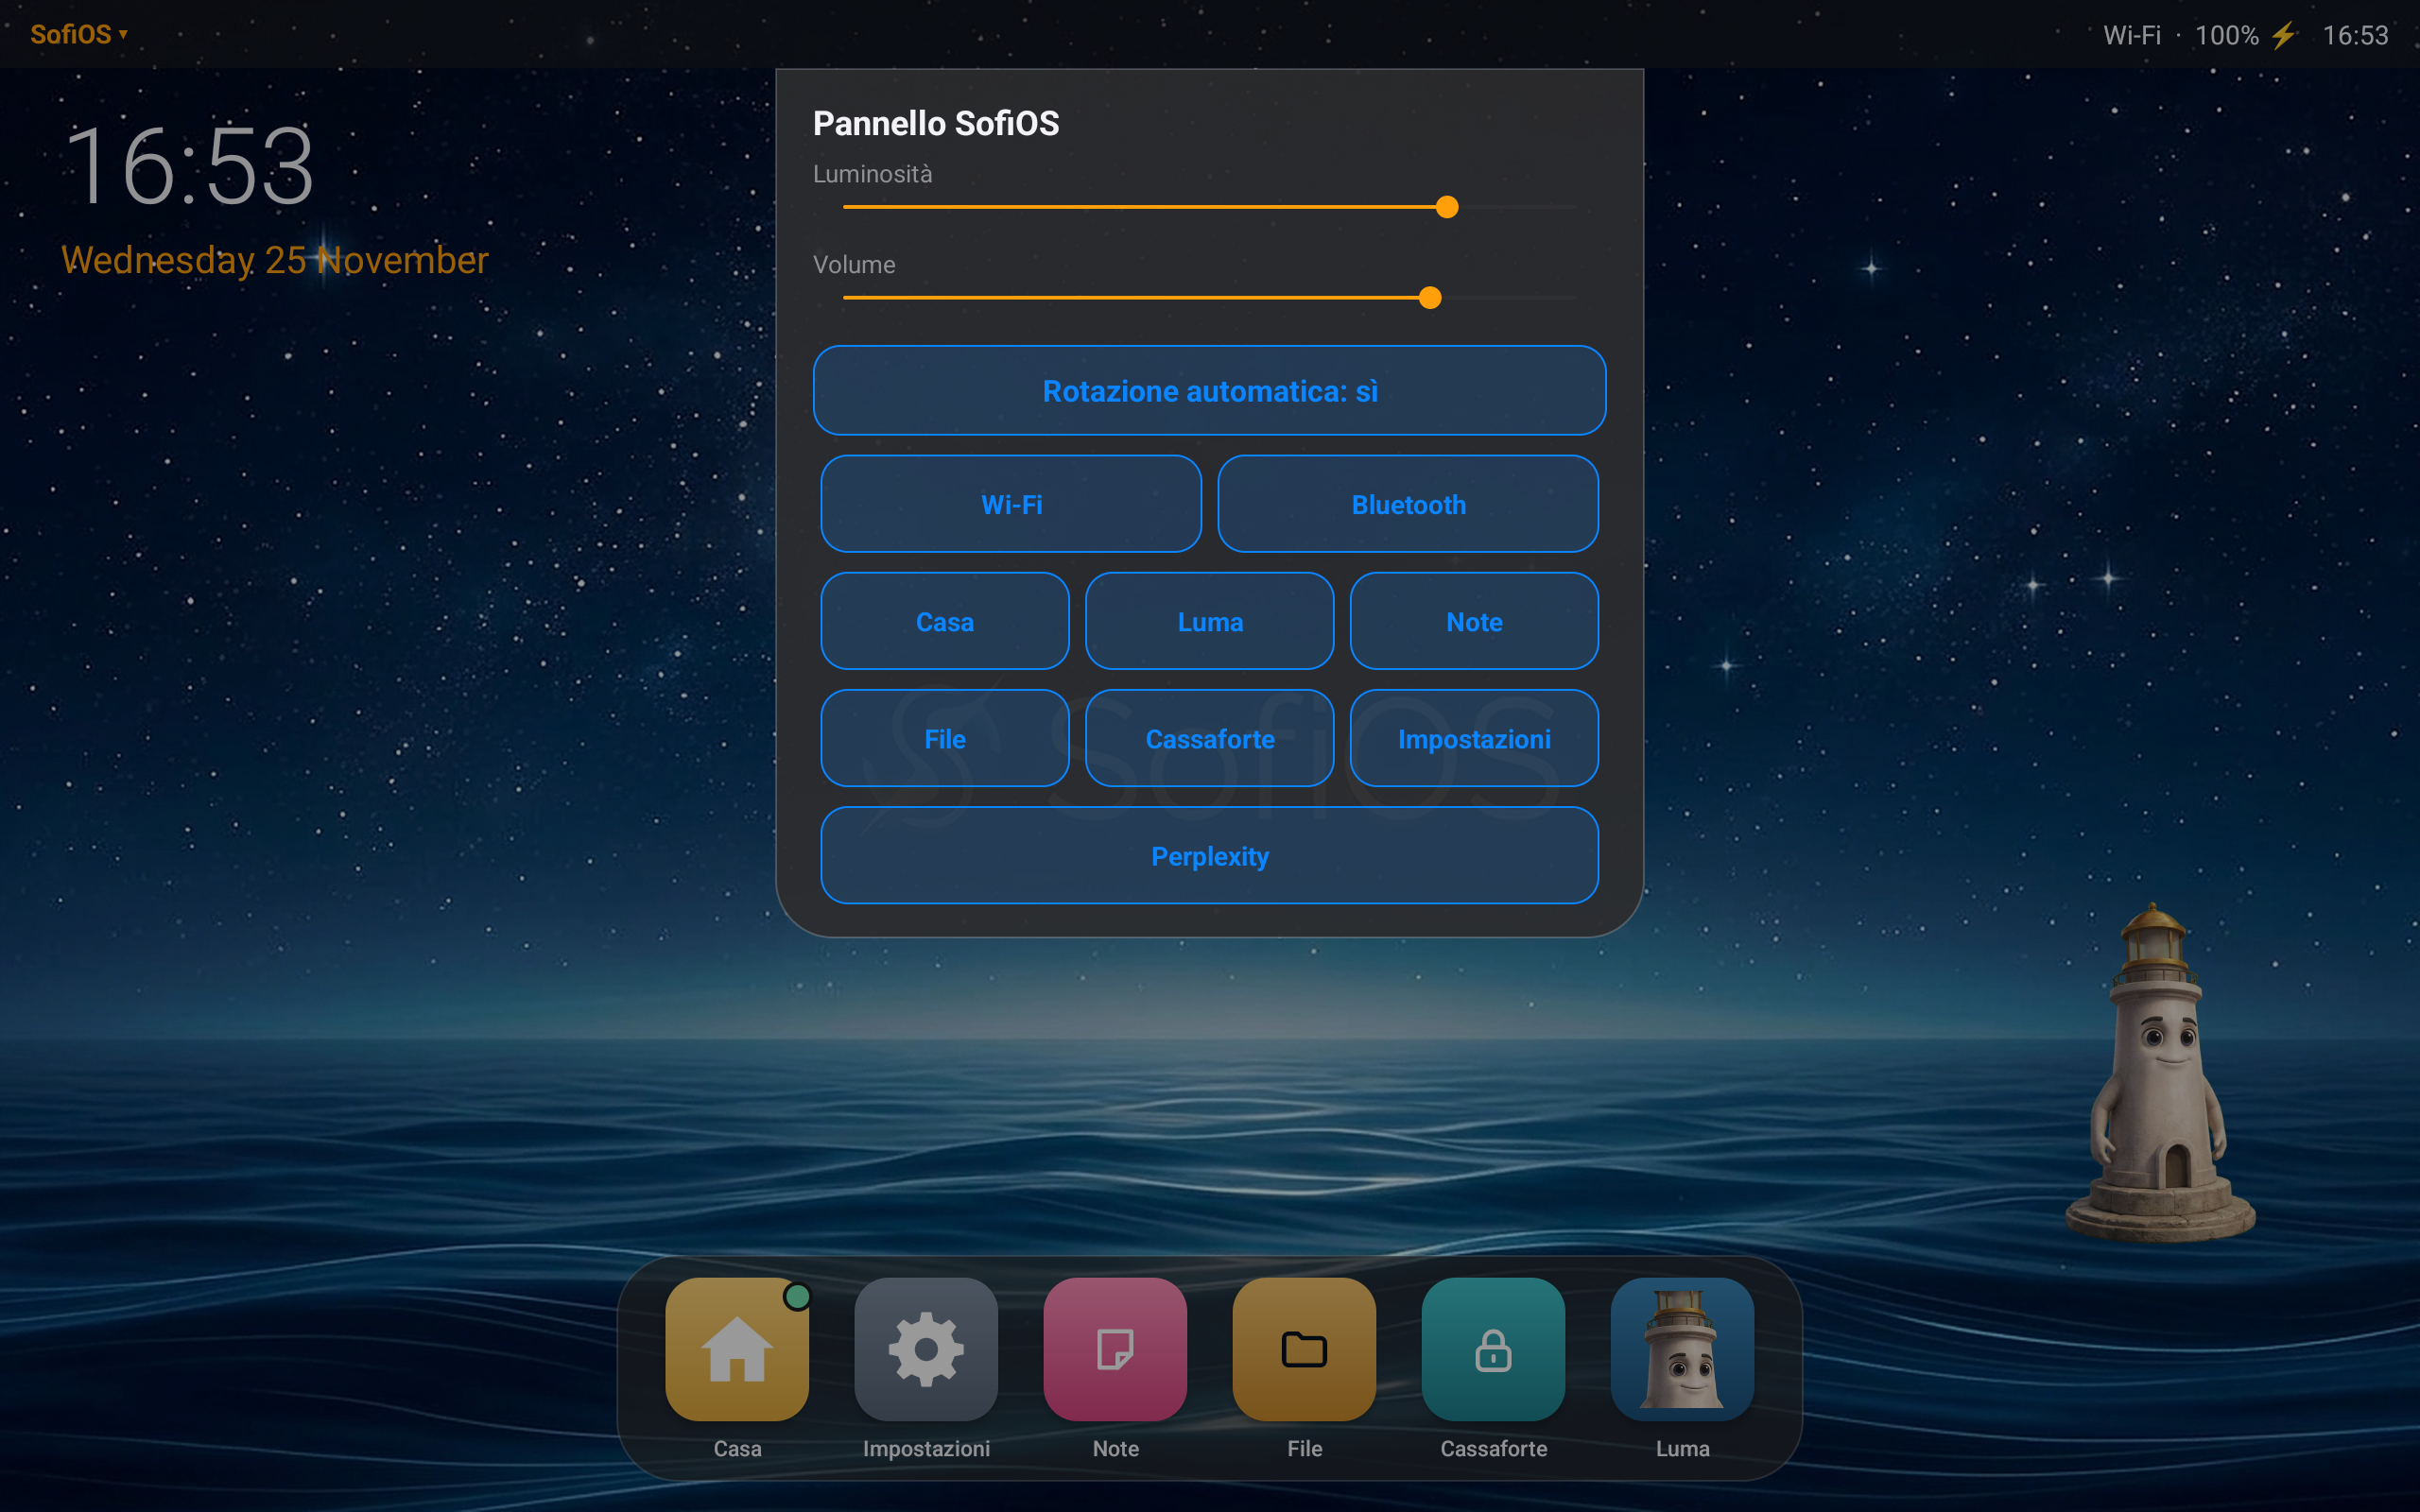 SofiOS ▾
Wi-Fi · 100% ⚡ 16:53
16:53
Wednesday 25 November
Pannello SofiOS
Luminosità
Volume
Rotazione automatica: sì
Wi-Fi
Bluetooth
Casa
Luma
Note
File
Cassaforte
Impostazioni
SofiOS
Perplexity
Casa
Impostazioni
Note
File
Cassaforte
Luma